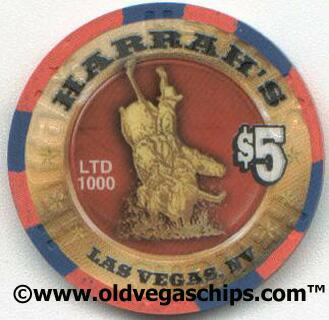 HARRAH'S
$5
LTD
1000
LAS VEGAS, NV
©www.oldvegaschips.com™